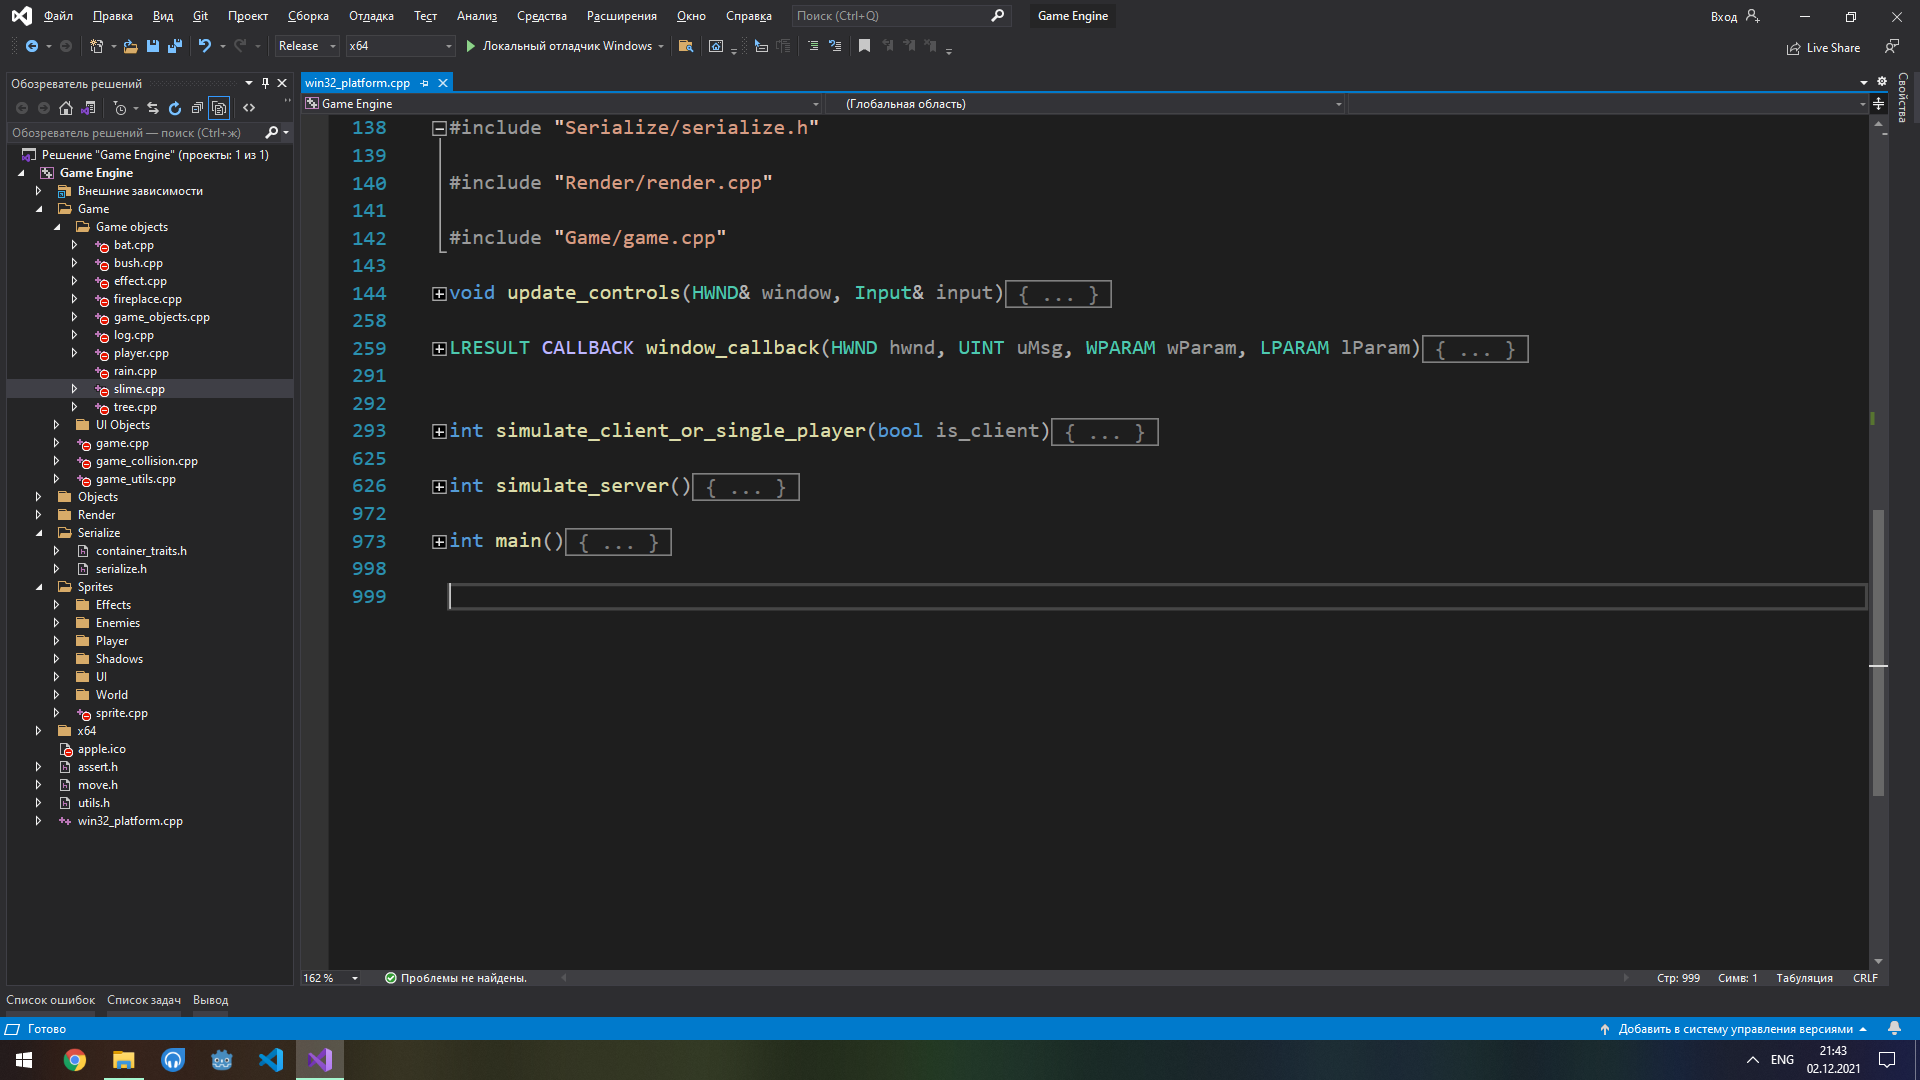 Файл Правка Вид Git Проект Сборка Отладка Тест Анализ Средства Расширения Окно Справка Поиск (Ctrl+Q) Game Engine Вход
Release x64 Локальный отладчик Windows Live Share
Обозреватель решений
Обозреватель решений — поиск (Ctrl+ж)
Решение "Game Engine" (проекты: 1 из 1)
Game Engine
Внешние зависимости
Game
Game objects
bat.cpp
bush.cpp
effect.cpp
fireplace.cpp
game_objects.cpp
log.cpp
player.cpp
rain.cpp
slime.cpp
tree.cpp
UI Objects
game.cpp
game_collision.cpp
game_utils.cpp
Objects
Render
Serialize
container_traits.h
serialize.h
Sprites
Effects
Enemies
Player
Shadows
UI
World
sprite.cpp
x64
apple.ico
assert.h
move.h
utils.h
win32_platform.cpp
win32_platform.cpp
Game Engine (Глобальная область)
138 #include "Serialize/serialize.h"
139
140 #include "Render/render.cpp"
141
142 #include "Game/game.cpp"
143
144 void update_controls(HWND& window, Input& input){ ... }
258
259 LRESULT CALLBACK window_callback(HWND hwnd, UINT uMsg, WPARAM wParam, LPARAM lParam){ ... }
291
292
293 int simulate_client_or_single_player(bool is_client){ ... }
625
626 int simulate_server(){ ... }
972
973 int main(){ ... }
998
999
162 % Проблемы не найдены. Стр: 999 Симв: 1 Табуляция CRLF
Свойства
Список ошибок Список задач Вывод
Готово Добавить в систему управления версиями
ENG 21:43
02.12.2021